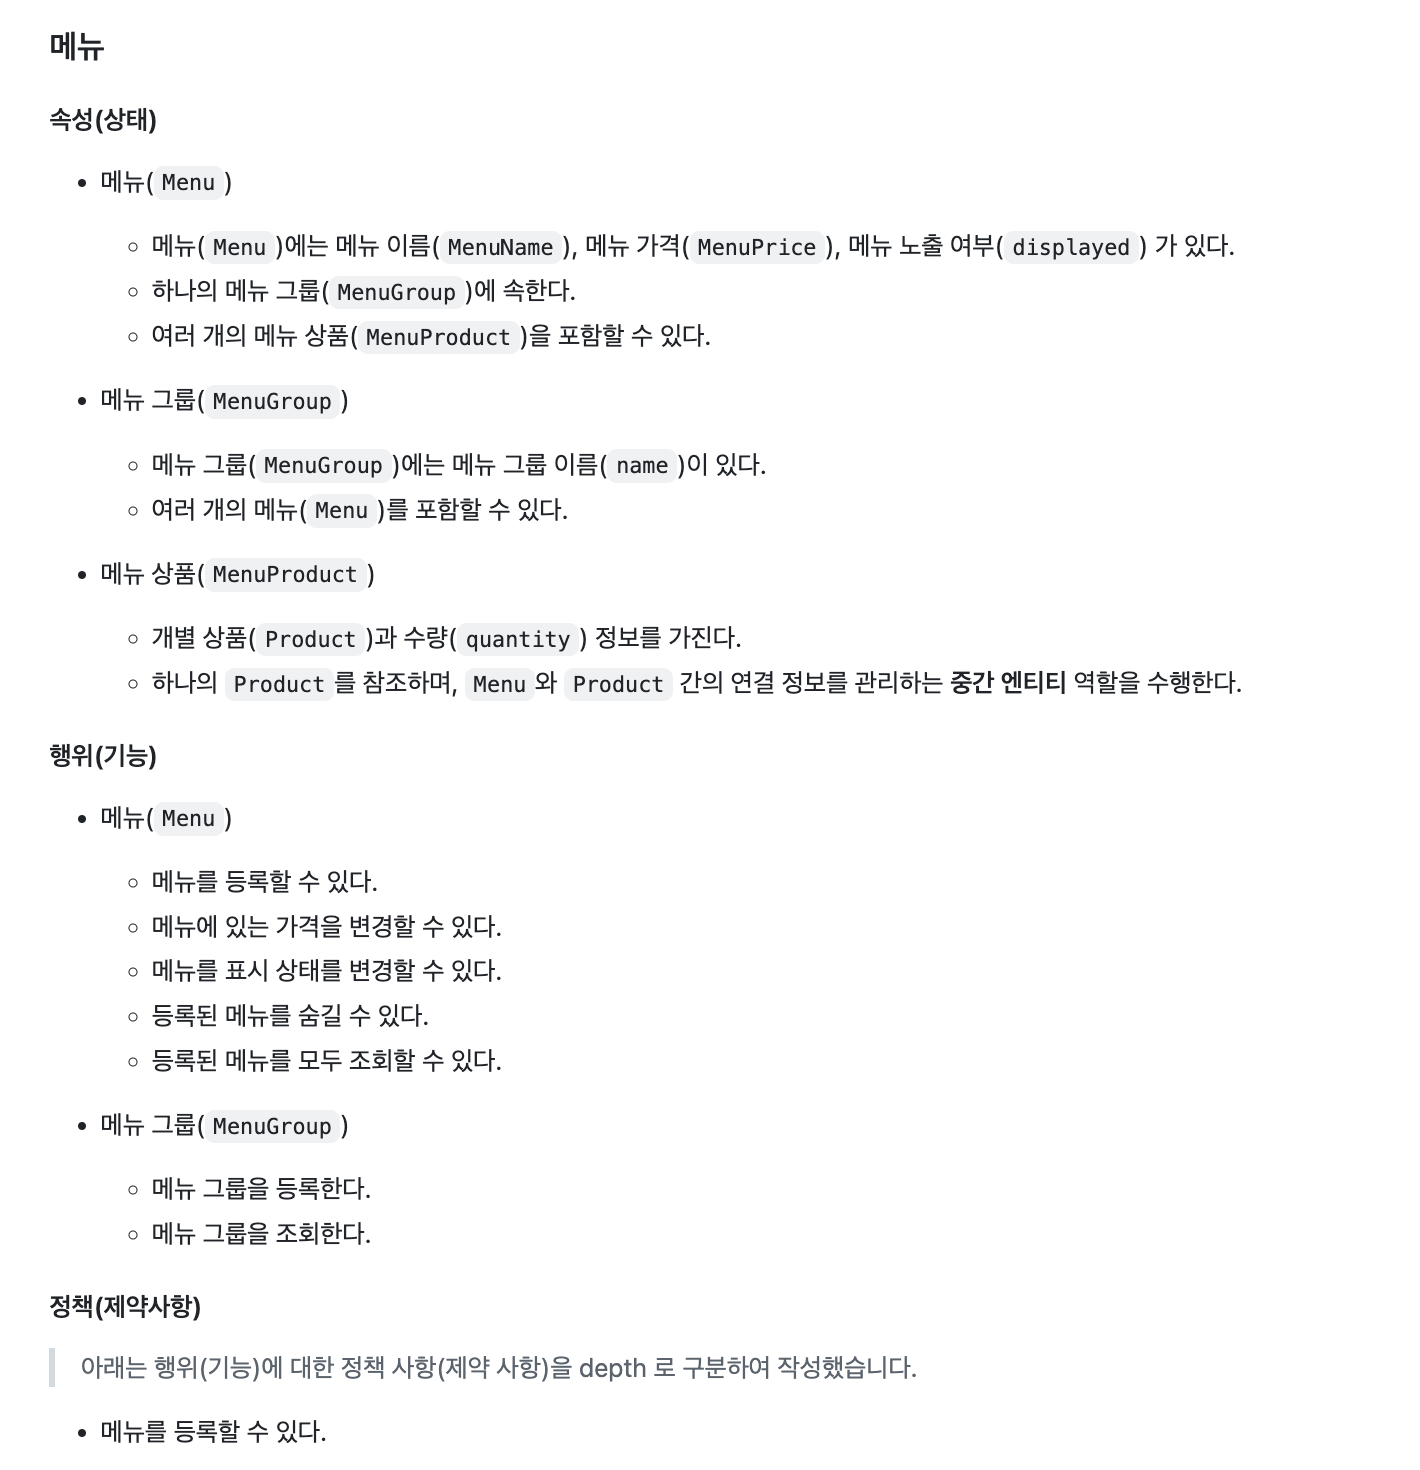 메뉴
속성(상태)
메뉴(Menu)
메뉴(Menu)에는 메뉴 이름(MenuName), 메뉴 가격(MenuPrice), 메뉴 노출 여부(displayed) 가 있다.
하나의 메뉴 그룹(MenuGroup)에 속한다.
여러 개의 메뉴 상품(MenuProduct)을 포함할 수 있다.
메뉴 그룹(MenuGroup)
메뉴 그룹(MenuGroup)에는 메뉴 그룹 이름(name)이 있다.
여러 개의 메뉴(Menu)를 포함할 수 있다.
메뉴 상품(MenuProduct)
개별 상품(Product)과 수량(quantity) 정보를 가진다.
하나의 Product를 참조하며, Menu와 Product 간의 연결 정보를 관리하는 중간 엔티티 역할을 수행한다.
행위(기능)
메뉴(Menu)
메뉴를 등록할 수 있다.
메뉴에 있는 가격을 변경할 수 있다.
메뉴를 표시 상태를 변경할 수 있다.
등록된 메뉴를 숨길 수 있다.
등록된 메뉴를 모두 조회할 수 있다.
메뉴 그룹(MenuGroup)
메뉴 그룹을 등록한다.
메뉴 그룹을 조회한다.
정책(제약사항)
아래는 행위(기능)에 대한 정책 사항(제약 사항)을 depth 로 구분하여 작성했습니다.
메뉴를 등록할 수 있다.